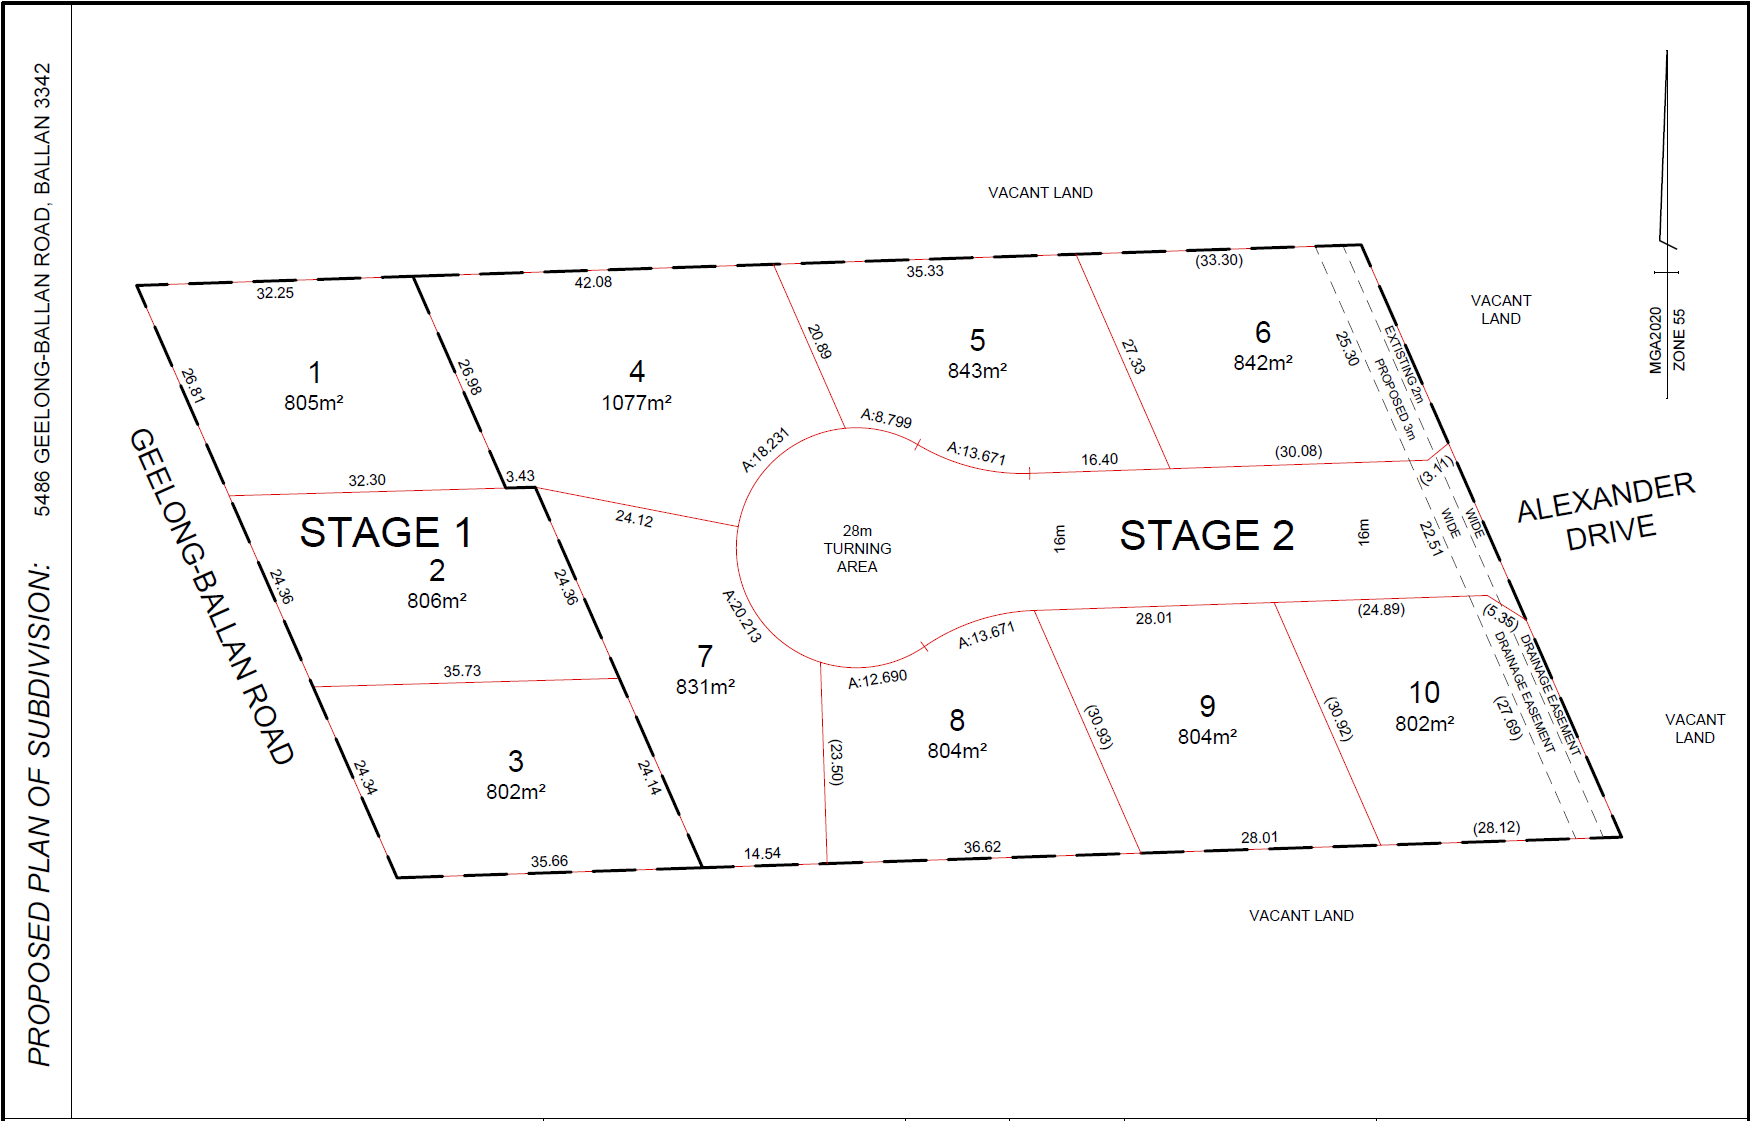 PROPOSED PLAN OF SUBDIVISION:
5486 GEELONG-BALLAN ROAD, BALLAN 3342
VACANT LAND
VACANT
LAND
MGA2020
ZONE 55
32.25
42.08
35.33
(33.30)
26.81
1
805m²
26.98
4
1077m²
20.89
5
843m²
27.33
6
842m²
25.30
EXTISTING 2m
PROPOSED 3m
A:18.231
A:8.799
A:13.671
16.40
(30.08)
(3.11)
32.30
3.43
24.12
GEELONG-BALLAN ROAD
STAGE 1
2
806m²
24.36
24.36
28m
TURNING
AREA
16m
STAGE 2
16m
22.51
WIDE
WIDE
ALEXANDER
DRIVE
A:20.213
A:12.690
A:13.671
28.01
(24.89)
(5.35)
35.73
7
831m²
8
804m²
9
804m²
10
802m²
(23.50)
(30.93)
(30.92)
(27.69)
DRAINAGE EASEMENT
DRAINAGE EASEMENT
VACANT
LAND
3
802m²
24.34
24.14
35.66
14.54
36.62
28.01
(28.12)
VACANT LAND